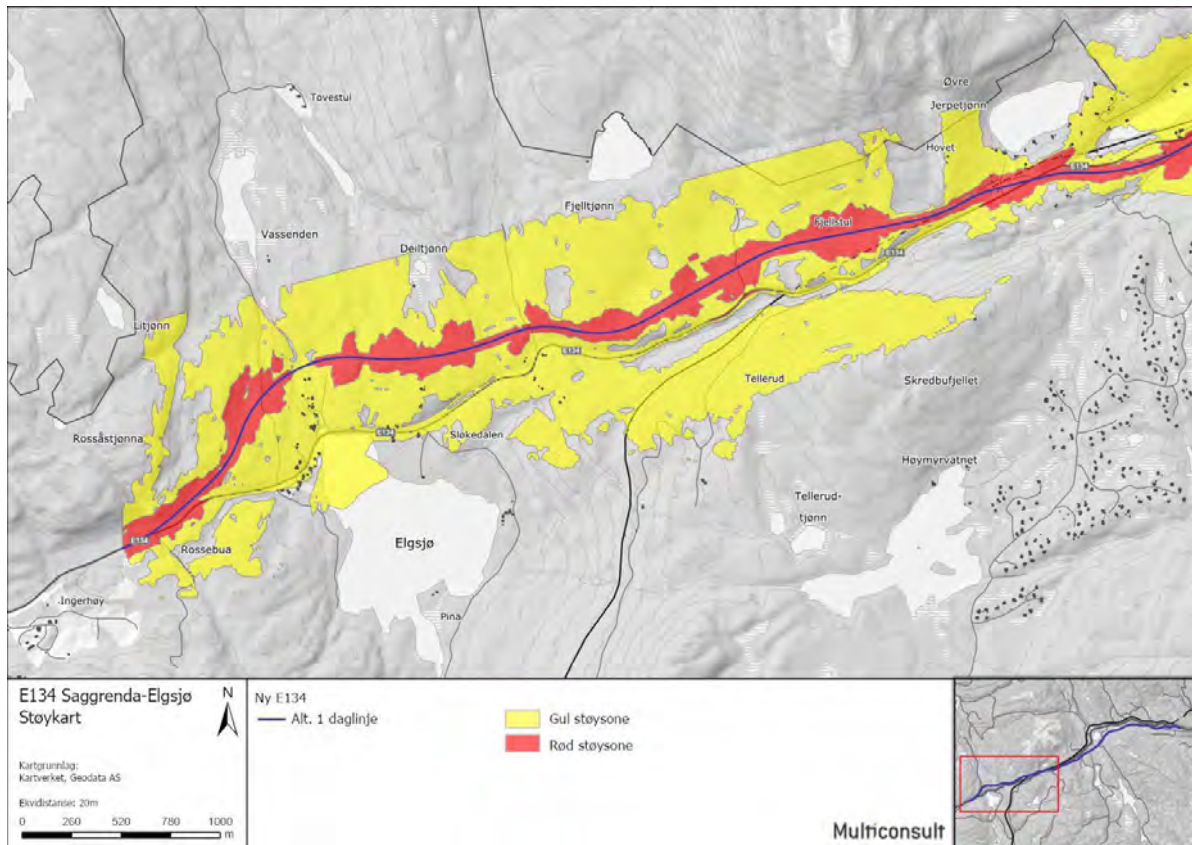 Tovestul
Øvre
Jerpetjønn
Hovet
E134
Fjelltjønn
Fjellstul
Vassenden
Deiltjønn
E134
Litjønn
E134
Tellerud
Skredbufjellet
Rossåstjønna
E134
Sløkedalen
Høymyrvatnet
Tellerud-
tjønn
E134
Rossebua
Elgsjø
Ingerhøy
Pina
E134 Saggrenda-Elgsjø
Støykart
N
Kartgrunnlag:
Kartverket, Geodata AS
Ekvidistanse: 20m
0 260 520 780 1000
m
Ny E134
Alt. 1 daglinje
Gul støysone
Rød støysone
Multiconsult